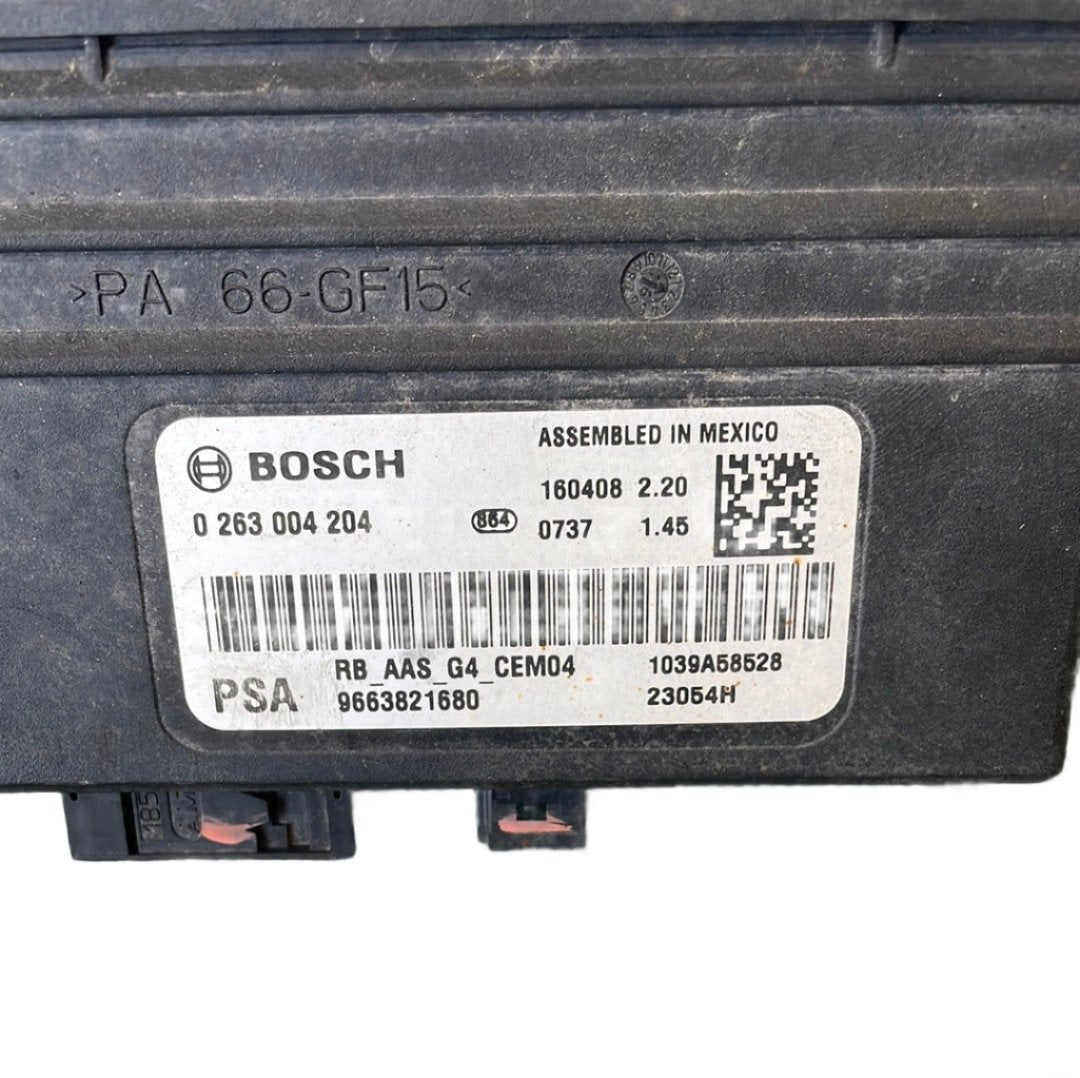 >PA 66-GF15<
BOSCH
ASSEMBLED IN MEXICO
160408 2.20
0 263 004 204
864
0737 1.45
RB_AAS_G4_CEM04
1039A58528
PSA
9663821680
23054H